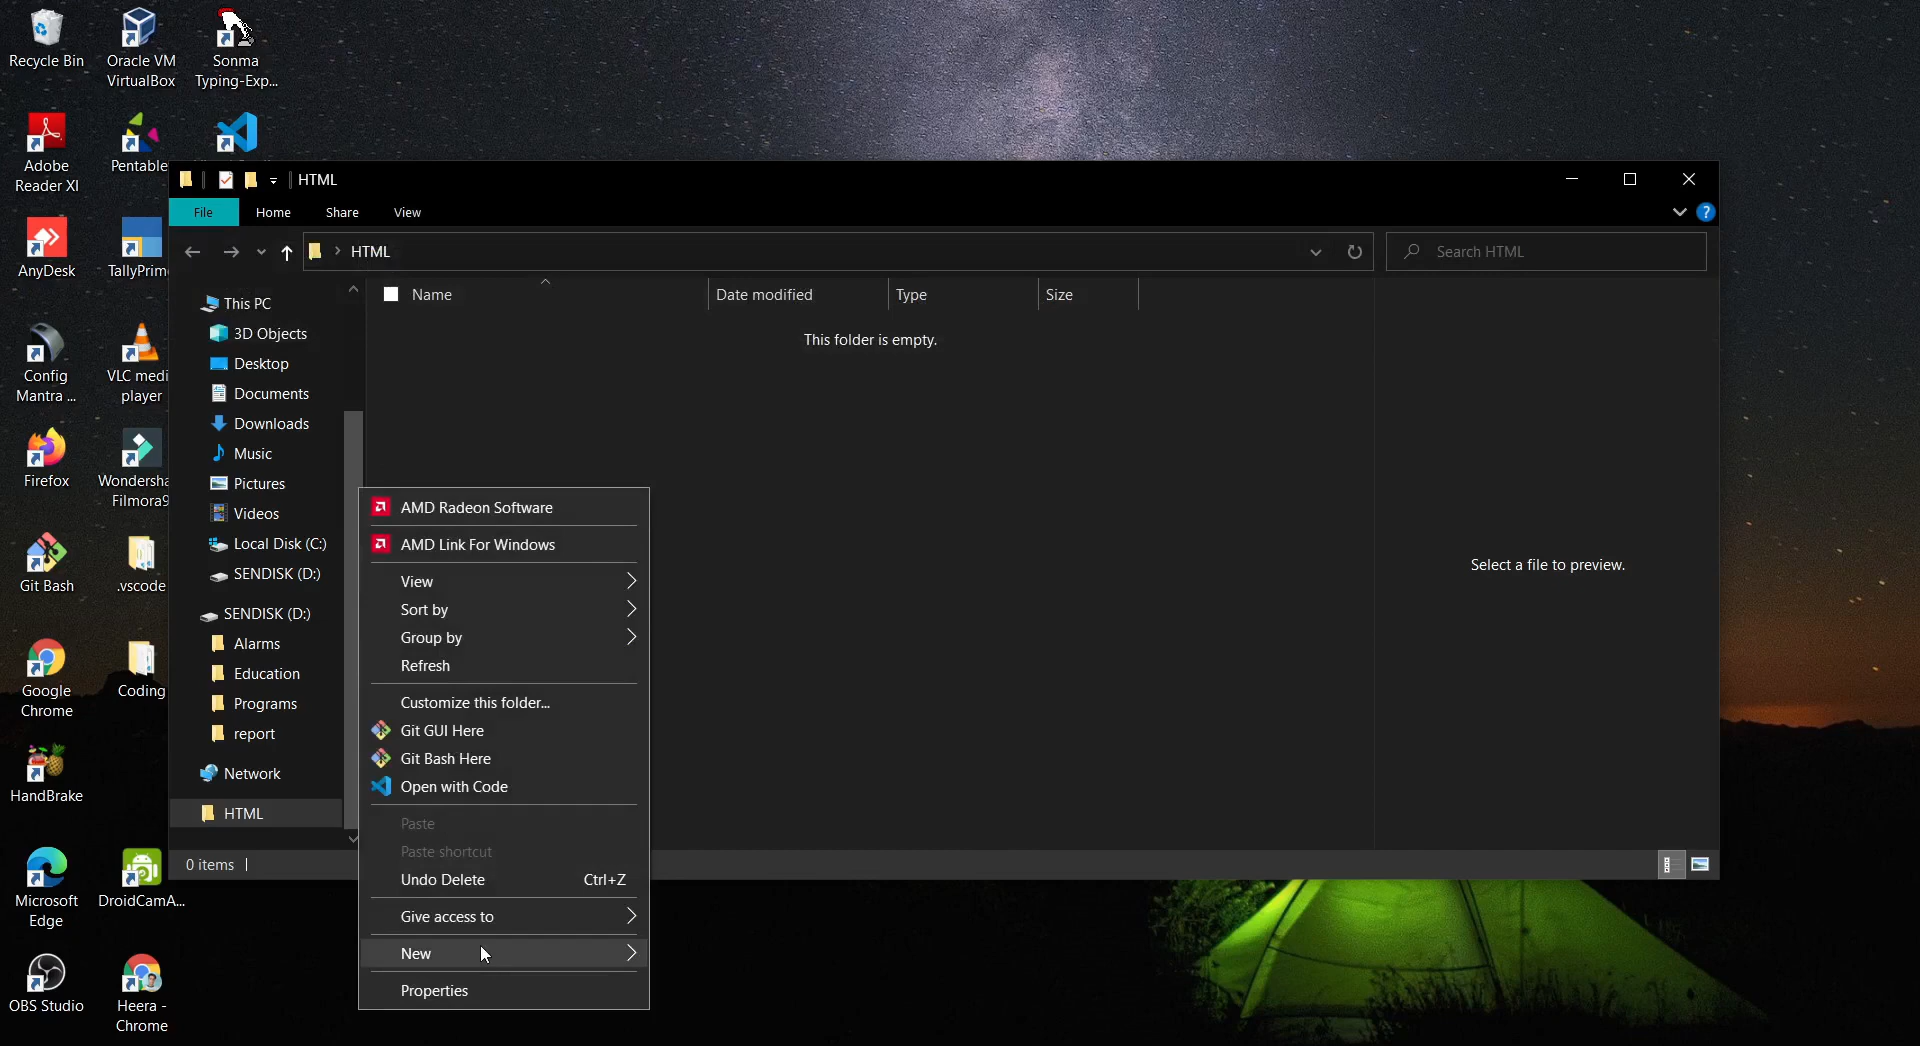 Recycle Bin
Oracle VM
VirtualBox
Sonma
Typing-Exp...
Adobe
Reader XI
Pentable
AnyDesk
TallyPrim
Config
Mantra ...
VLC medi
player
Firefox
Wondersha
Filmora9
Git Bash
.vscode
Google
Chrome
Coding
HandBrake
Microsoft
Edge
DroidCamA...
OBS Studio
Heera -
Chrome
HTML
File
Home
Share
View
?
HTML
Search HTML
This PC
3D Objects
Desktop
Documents
Downloads
Music
Pictures
Videos
Local Disk (C:)
SENDISK (D:)
SENDISK (D:)
Alarms
Education
Programs
report
Network
HTML
0 items
Name
Date modified
Type
Size
This folder is empty.
Select a file to preview.
AMD Radeon Software
AMD Link For Windows
View
Sort by
Group by
Refresh
Customize this folder...
Git GUI Here
Git Bash Here
Open with Code
Paste
Paste shortcut
Undo Delete Ctrl+Z
Give access to
New
Properties